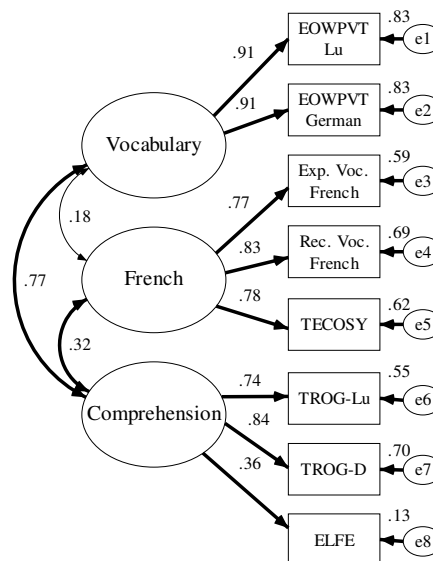 .83
EOWPVT
Lu
e1
.91
.83
EOWPVT
German
e2
.91
Vocabulary
.59
Exp. Voc.
French
e3
.77
.18
.69
Rec. Voc.
French
e4
.83
French
.77
.62
TECOSY
e5
.78
.32
.55
TROG-Lu
e6
.74
Comprehension
.84
.70
TROG-D
e7
.36
.13
ELFE
e8